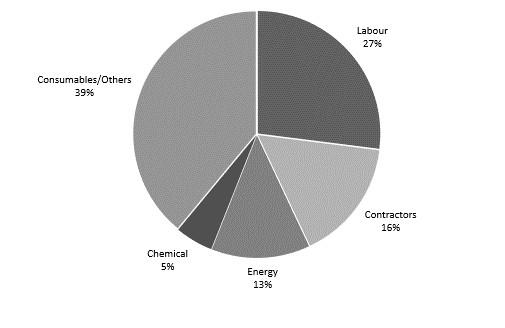 Labour
27%
Consumables/Others
39%
Contractors
16%
Chemical
5%
Energy
13%